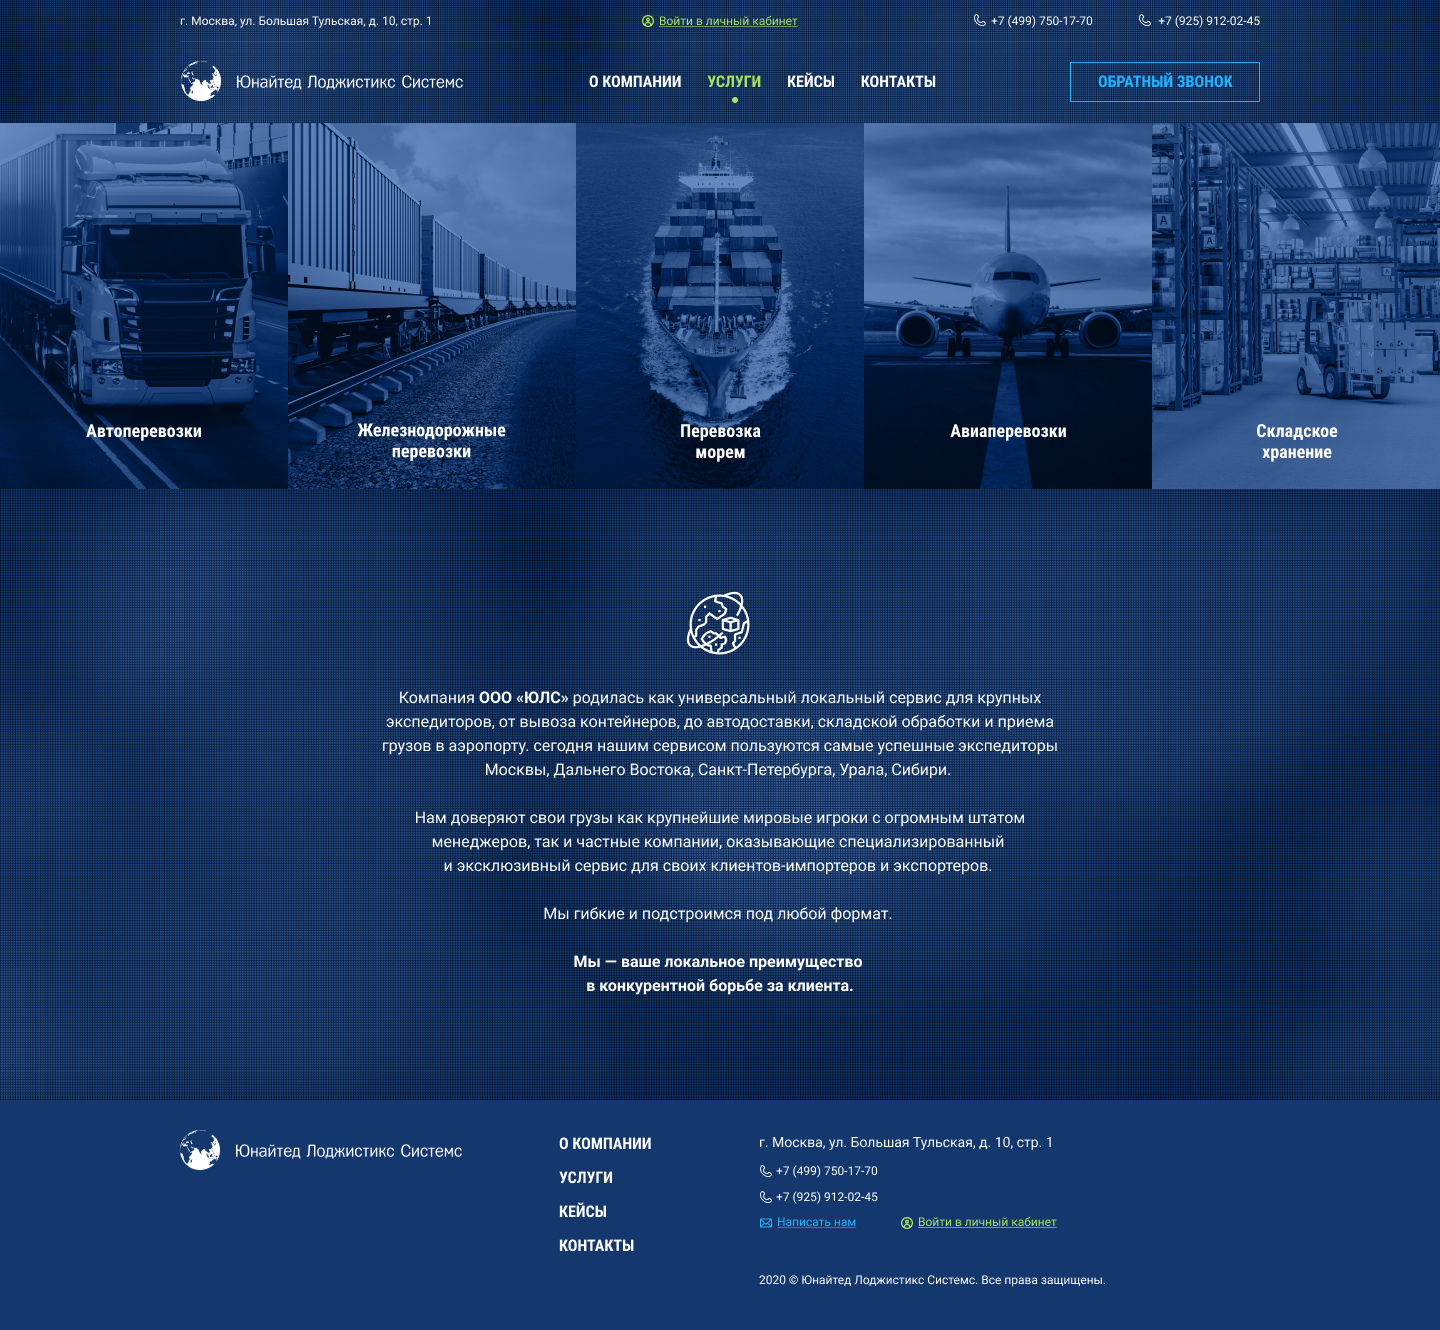 г. Москва, ул. Большая Тульская, д. 10, стр. 1
Войти в личный кабинет
+7 (499) 750-17-70
+7 (925) 912-02-45
Юнайтед Лоджистикс Системс
О КОМПАНИИ
УСЛУГИ
КЕЙСЫ
КОНТАКТЫ
ОБРАТНЫЙ ЗВОНОК
A
A
Автоперевозки
Железнодорожные
перевозки
Перевозка
морем
Авиаперевозки
Складское
хранение
Компания ООО «ЮЛС» родилась как универсальный локальный сервис для крупных
экспедиторов, от вывоза контейнеров, до автодоставки, складской обработки и приема
грузов в аэропорту. сегодня нашим сервисом пользуются самые успешные экспедиторы
Москвы, Дальнего Востока, Санкт-Петербурга, Урала, Сибири.
Нам доверяют свои грузы как крупнейшие мировые игроки с огромным штатом
менеджеров, так и частные компании, оказывающие специализированный
и эксклюзивный сервис для своих клиентов-импортеров и экспортеров.
Мы гибкие и подстроимся под любой формат.
Мы — ваше локальное преимущество
в конкурентной борьбе за клиента.
Юнайтед Лоджистикс Системс
О КОМПАНИИ
УСЛУГИ
КЕЙСЫ
КОНТАКТЫ
г. Москва, ул. Большая Тульская, д. 10, стр. 1
+7 (499) 750-17-70
+7 (925) 912-02-45
Написать нам
Войти в личный кабинет
2020 © Юнайтед Лоджистикс Системс. Все права защищены.